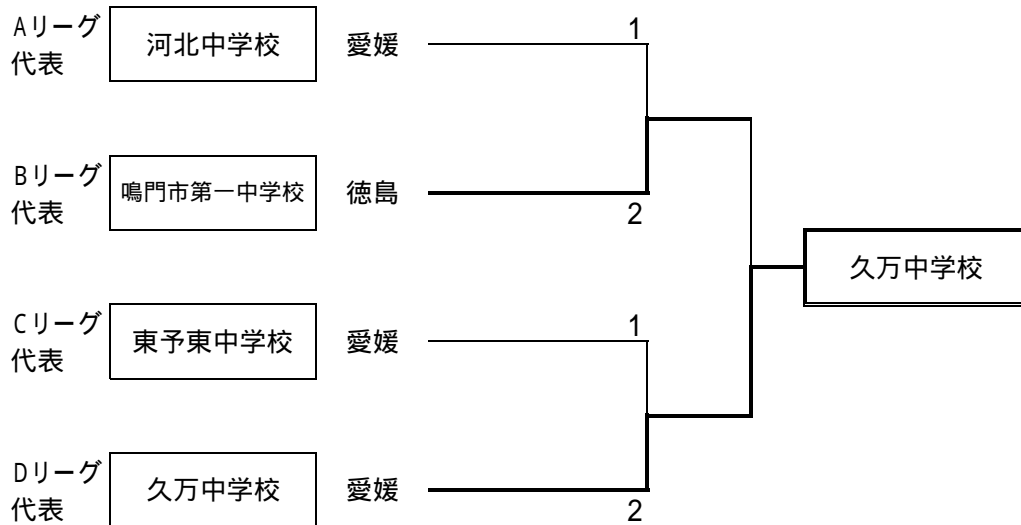 Aリーグ
代表
河北中学校
愛媛
1
Bリーグ
代表
鳴門市第一中学校
徳島
2
久万中学校
Cリーグ
代表
東予東中学校
愛媛
1
Dリーグ
代表
久万中学校
愛媛
2